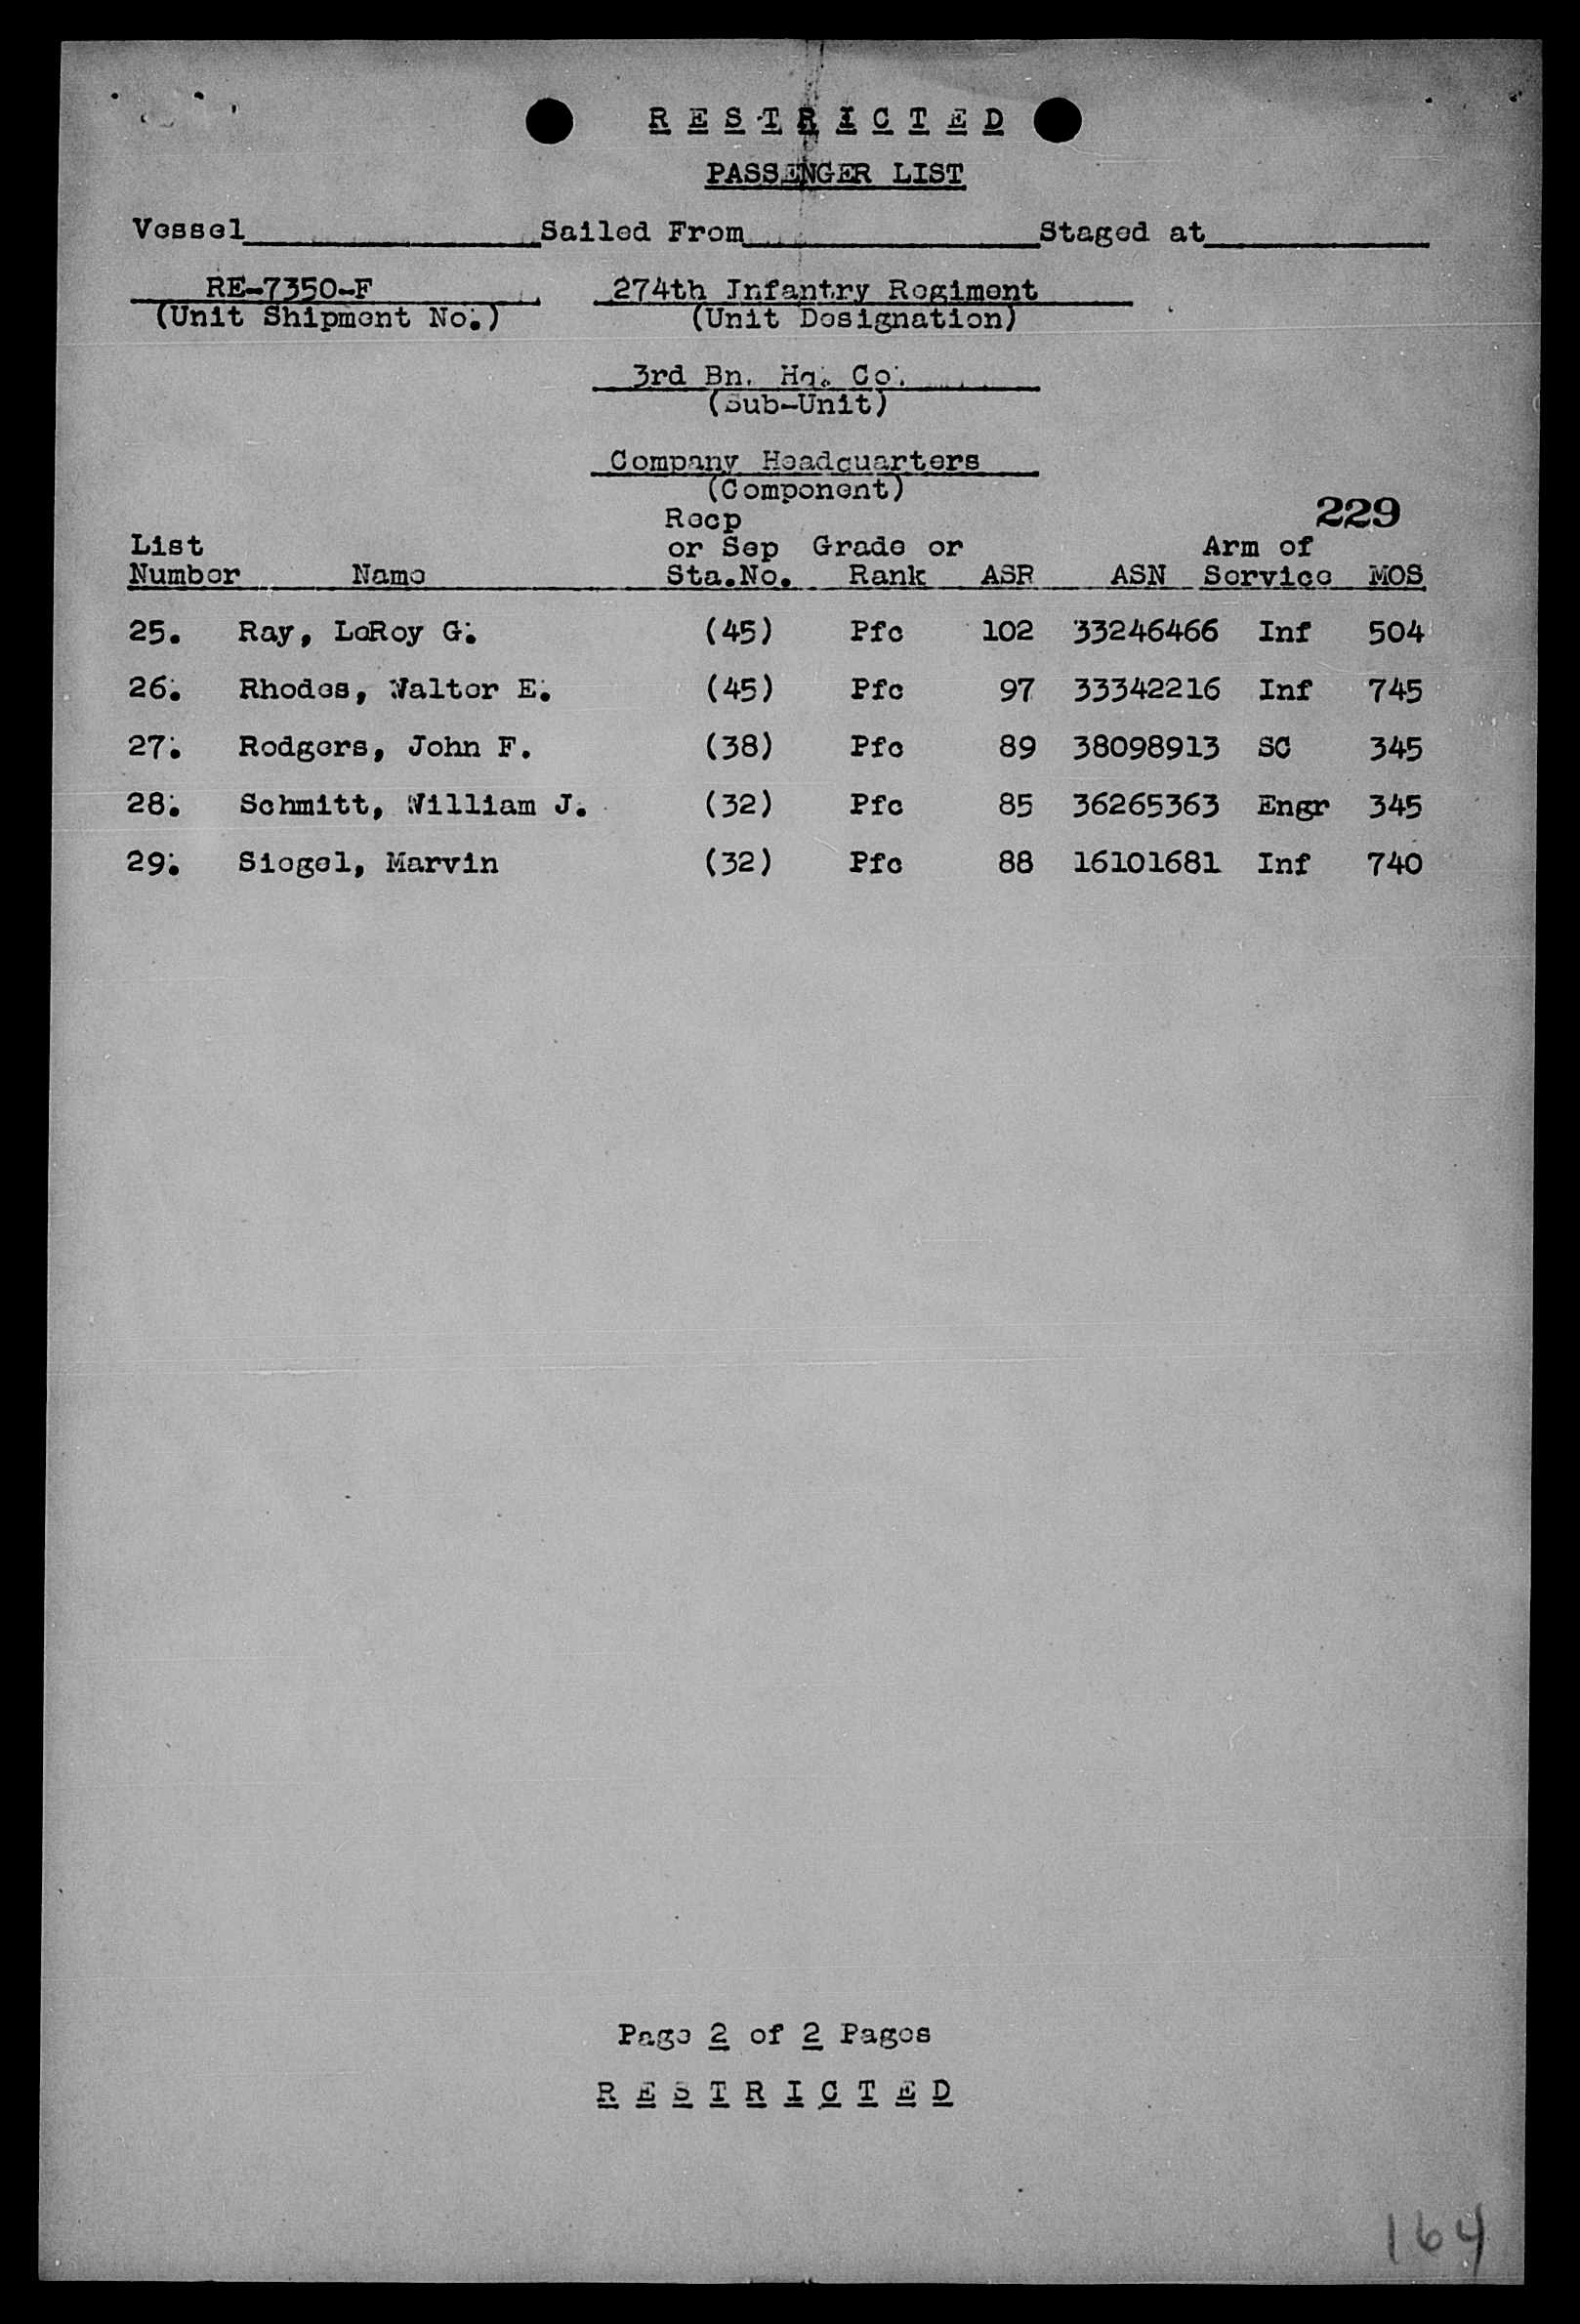 RESTRICTED
PASSENGER LIST
Vessel Sailed From Staged at
RE-7350-F 274th Infantry Regiment
(Unit Shipment No.) (Unit Designation)
3rd Bn. Hq. Co.
(Sub-Unit)
Company Headquarters
(Component)
229
Recp
List or Sep Grade or Arm of
Number Name Sta.No. Rank ASR ASN Service MOS
25. Ray, LeRoy G. (45) Pfc 102 33246466 Inf 504
26. Rhodes, Walter E. (45) Pfc 97 33342216 Inf 745
27. Rodgers, John F. (38) Pfc 89 38098913 SC 345
28. Schmitt, William J. (32) Pfc 85 36265363 Engr 345
29. Siegel, Marvin (32) Pfc 88 16101681 Inf 740
Page 2 of 2 Pages
RESTRICTED
164